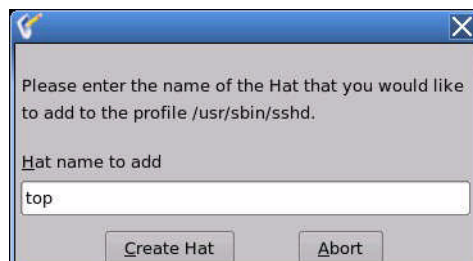 Please enter the name of the Hat that you would like
to add to the profile /usr/sbin/sshd.
Hat name to add
top
Create Hat
Abort